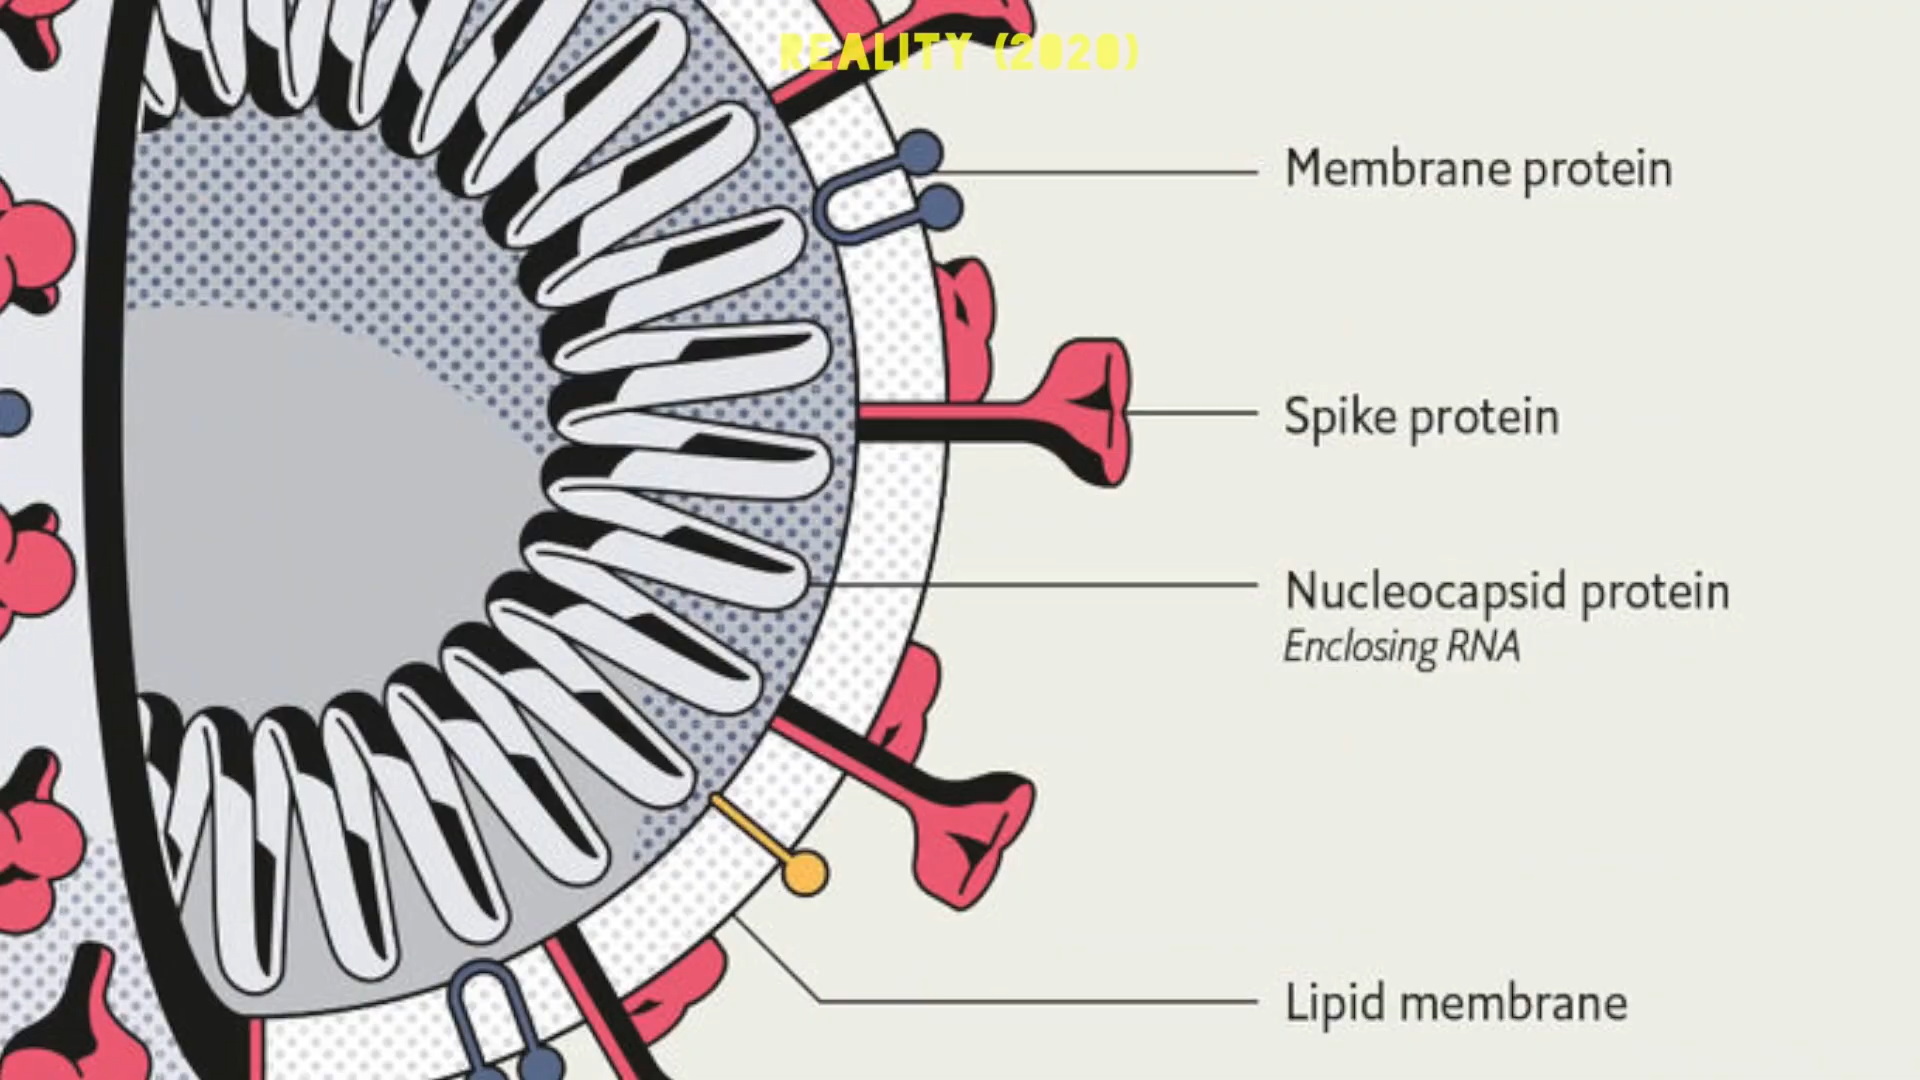 REALITY (2020)
Membrane protein
Spike protein
Nucleocapsid protein
Enclosing RNA
Lipid membrane